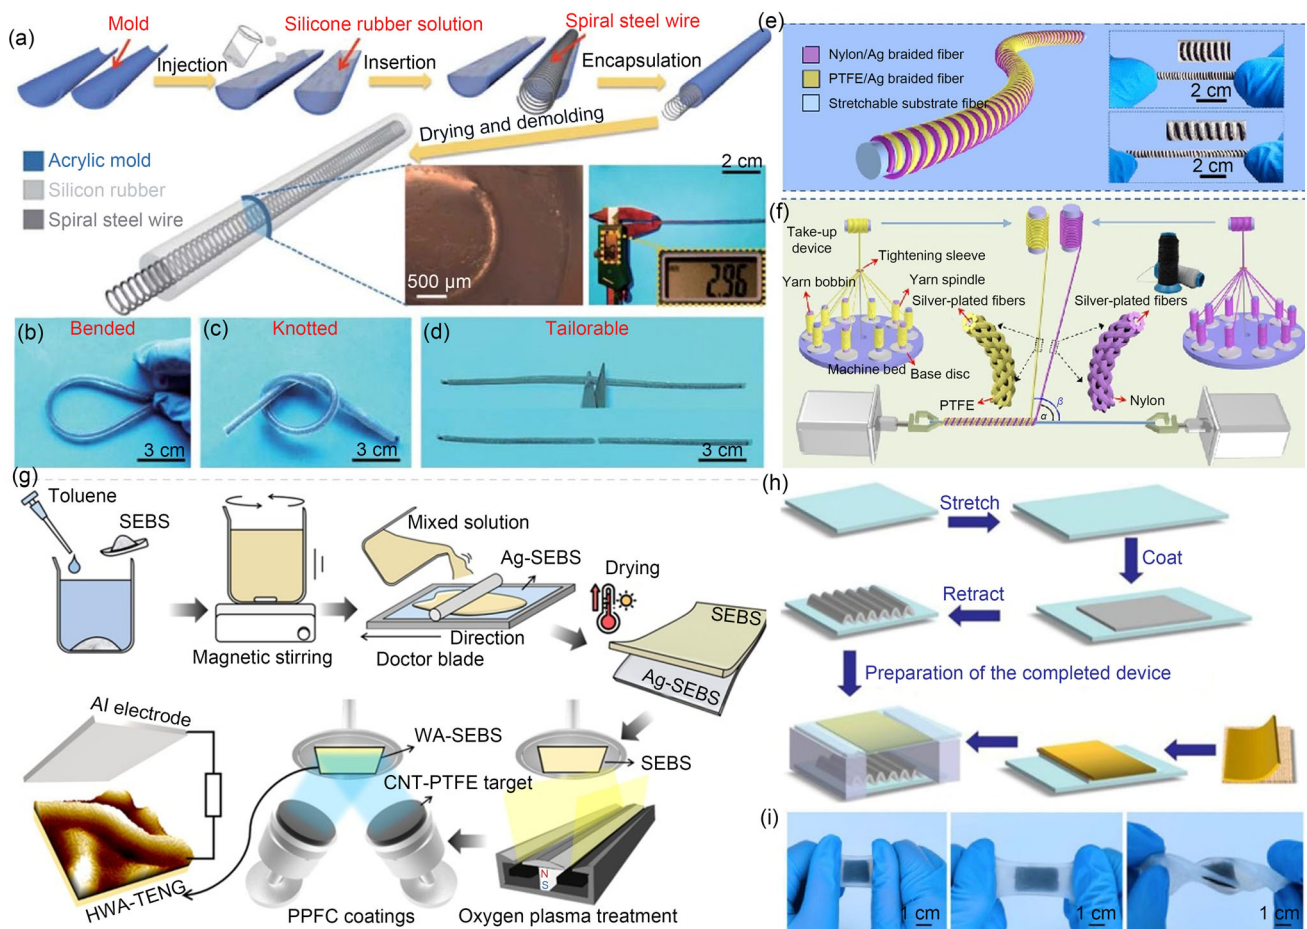 (a)
Mold
Silicone rubber solution
Spiral steel wire
Injection
Insertion
Encapsulation
Drying and demolding
Acrylic mold
Silicon rubber
Spiral steel wire
500 μm
2 cm
2.96
(b)
Bended
3 cm
(c)
Knotted
3 cm
(d)
Tailorable
3 cm
(e)
Nylon/Ag braided fiber
PTFE/Ag braided fiber
Stretchable substrate fiber
2 cm
2 cm
(f)
Take-up
device
Tightening sleeve
Yarn bobbin
Yarn spindle
Silver-plated fibers
Silver-plated fibers
Machine bed
Base disc
PTFE
Nylon
α
β
(g)
Toluene
SEBS
Magnetic stirring
Mixed solution
Ag-SEBS
Direction
Doctor blade
Drying
SEBS
Ag-SEBS
Al electrode
HWA-TENG
WA-SEBS
CNT-PTFE target
PPFC coatings
SEBS
N
S
Oxygen plasma treatment
(h)
Stretch
Coat
Retract
Preparation of the completed device
(i)
1 cm
1 cm
1 cm